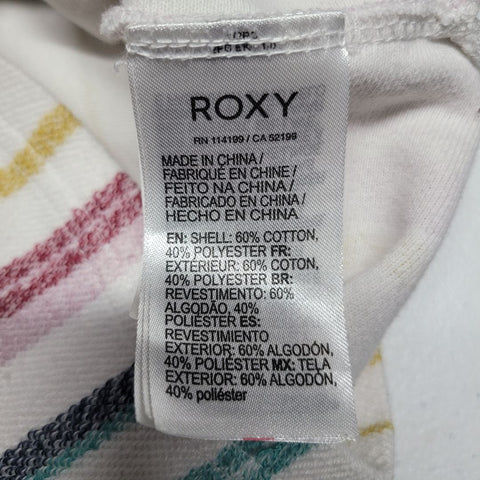 ROXY
RN 114199 / CA 52199
MADE IN CHINA /
FABRIQUÉ EN CHINE /
FEITO NA CHINA /
FABRICADO EN CHINA /
HECHO EN CHINA
EN: SHELL: 60% COTTON,
40% POLYESTER FR:
EXTERIEUR: 60% COTON,
40% POLYESTER BR:
REVESTIMENTO: 60%
ALGODÃO, 40%
POLIÉSTER ES:
REVESTIMIENTO
EXTERIOR: 60% ALGODÓN,
40% POLIÉSTER MX: TELA
EXTERIOR: 60% ALGODÓN,
40% poliéster